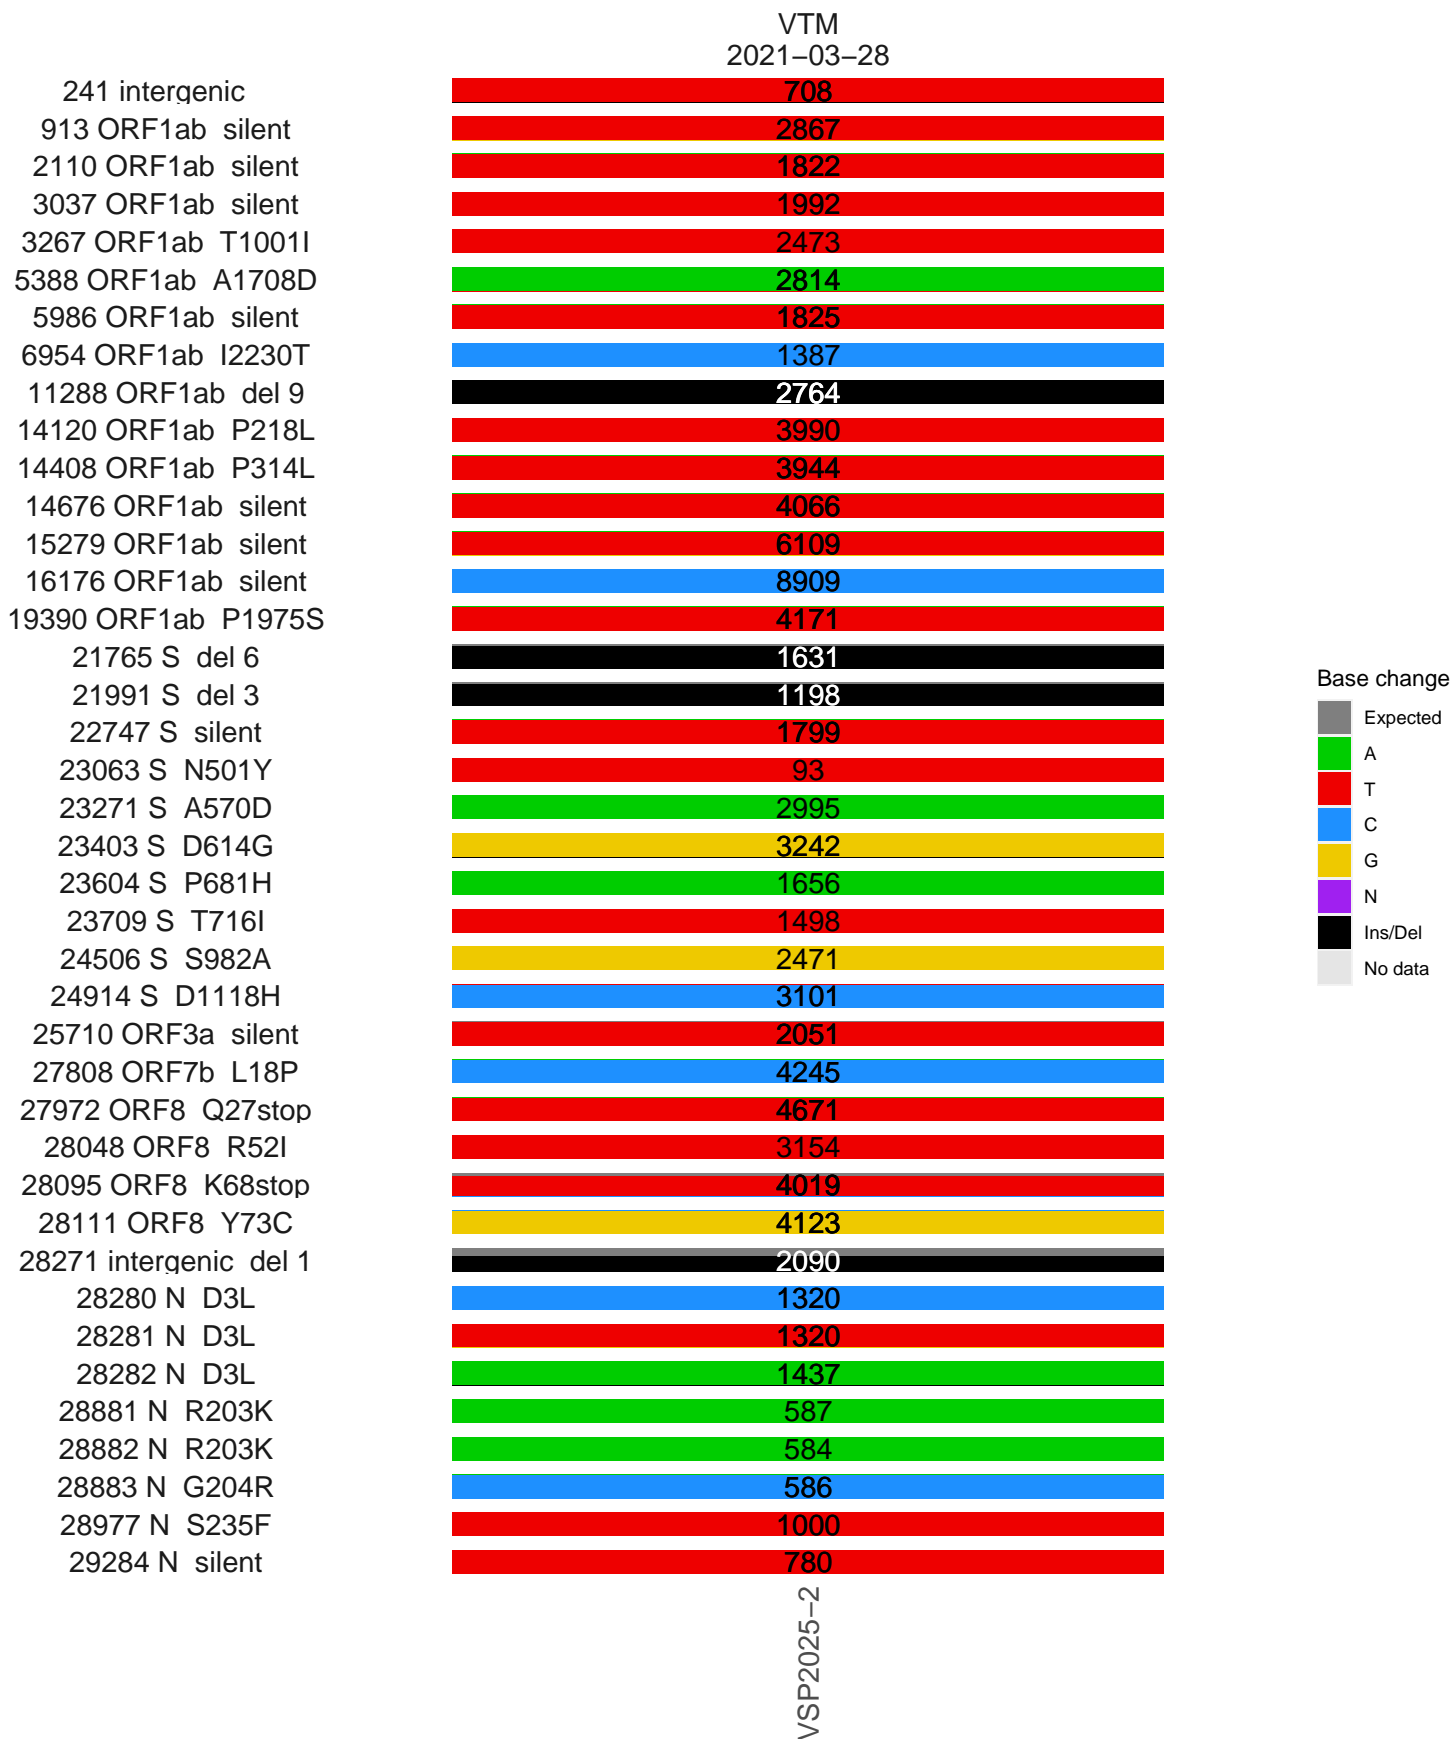 VTM
2021−03−28
241 intergenic 708
913 ORF1ab silent 2867
2110 ORF1ab silent 1822
3037 ORF1ab silent 1992
3267 ORF1ab T1001I 2473
5388 ORF1ab A1708D 2814
5986 ORF1ab silent 1825
6954 ORF1ab I2230T 1387
11288 ORF1ab del 9 2764
14120 ORF1ab P218L 3990
14408 ORF1ab P314L 3944
14676 ORF1ab silent 4066
15279 ORF1ab silent 6109
16176 ORF1ab silent 8909
19390 ORF1ab P1975S 4171
21765 S del 6 1631
21991 S del 3 1198
22747 S silent 1799
23063 S N501Y 93
23271 S A570D 2995
23403 S D614G 3242
23604 S P681H 1656
23709 S T716I 1498
24506 S S982A 2471
24914 S D1118H 3101
25710 ORF3a silent 2051
27808 ORF7b L18P 4245
27972 ORF8 Q27stop 4671
28048 ORF8 R52I 3154
28095 ORF8 K68stop 4019
28111 ORF8 Y73C 4123
28271 intergenic del 1 2090
28280 N D3L 1320
28281 N D3L 1320
28282 N D3L 1437
28881 N R203K 587
28882 N R203K 584
28883 N G204R 586
28977 N S235F 1000
29284 N silent 780
VSP2025−2
Base change
Expected
A
T
C
G
N
Ins/Del
No data